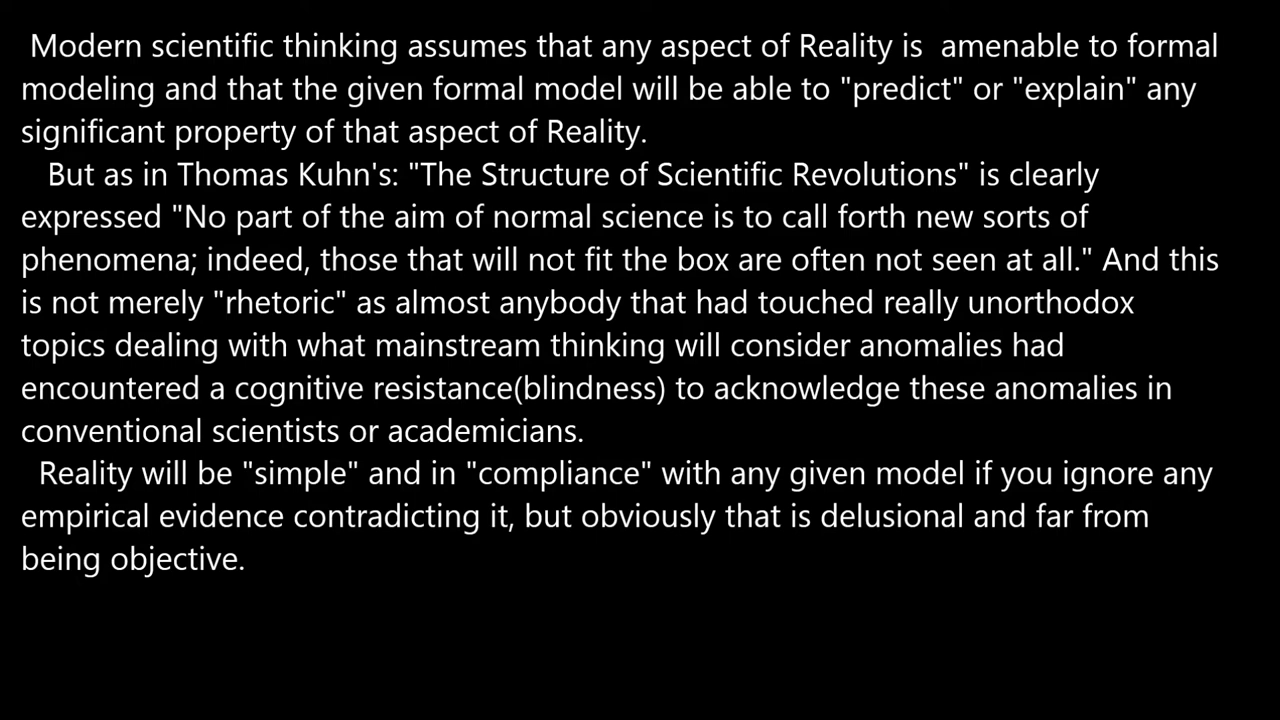 Modern scientific thinking assumes that any aspect of Reality is  amenable to formal
modeling and that the given formal model will be able to "predict" or "explain" any
significant property of that aspect of Reality.
But as in Thomas Kuhn's: "The Structure of Scientific Revolutions" is clearly
expressed "No part of the aim of normal science is to call forth new sorts of
phenomena; indeed, those that will not fit the box are often not seen at all." And this
is not merely "rhetoric" as almost anybody that had touched really unorthodox
topics dealing with what mainstream thinking will consider anomalies had
encountered a cognitive resistance(blindness) to acknowledge these anomalies in
conventional scientists or academicians.
Reality will be "simple" and in "compliance" with any given model if you ignore any
empirical evidence contradicting it, but obviously that is delusional and far from
being objective.